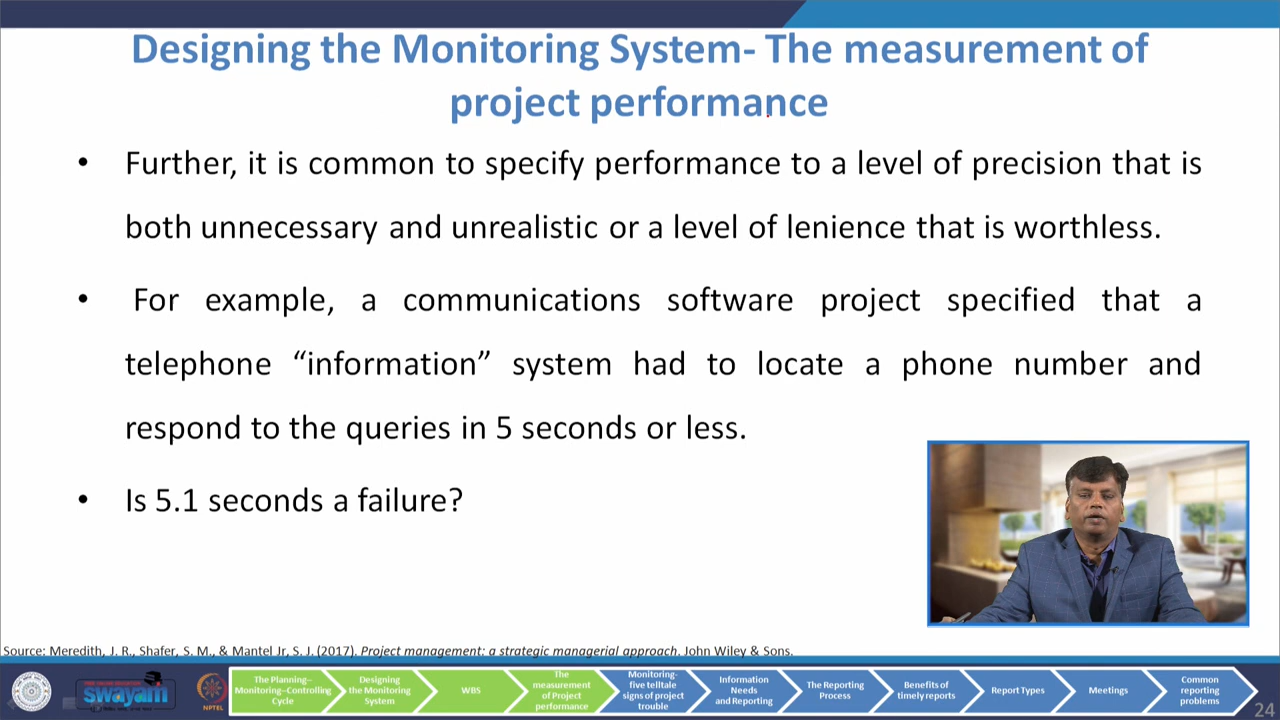 Designing the Monitoring System- The measurement of
project performance
• Further, it is common to specify performance to a level of precision that is
both unnecessary and unrealistic or a level of lenience that is worthless.
• For example, a communications software project specified that a
telephone “information” system had to locate a phone number and
respond to the queries in 5 seconds or less.
• Is 5.1 seconds a failure?
Source: Meredith, J. R., Shafer, S. M., & Mantel Jr, S. J. (2017). Project management: a strategic managerial approach. John Wiley & Sons.
swayam
NPTEL
The Planning–
Monitoring–Controlling
Cycle
Designing
the Monitoring
System
WBS
The
measurement
of Project
performance
Monitoring-
five telltale
signs of project
trouble
Information
Needs
and Reporting
The Reporting
Process
Benefits of
timely reports
Report Types
Meetings
Common
reporting
problems
24